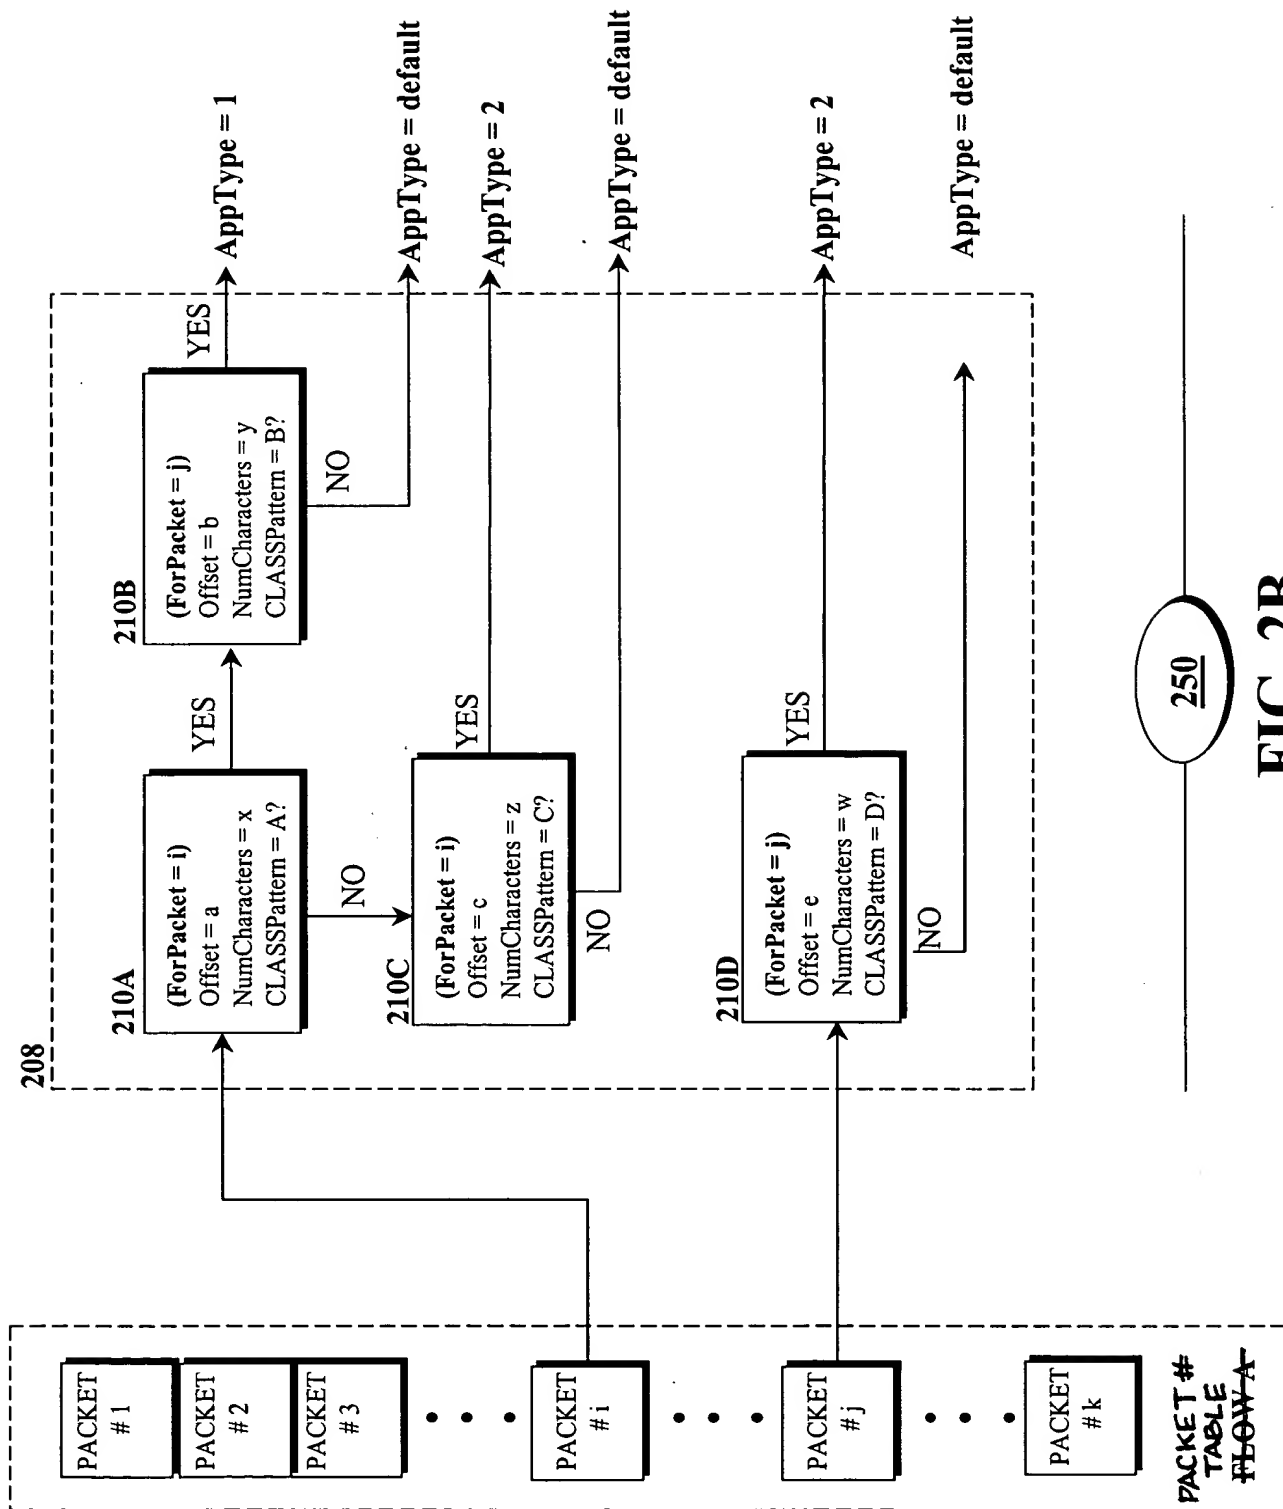 208
210A
(ForPacket = i)
Offset = a
NumCharacters = x
CLASSPattern = A?
YES
NO
210B
(ForPacket = j)
Offset = b
NumCharacters = y
CLASSPattern = B?
YES
AppType = 1
NO
AppType = default
210C
(ForPacket = i)
Offset = c
NumCharacters = z
CLASSPattern = C?
YES
AppType = 2
NO
AppType = default
210D
(ForPacket = j)
Offset = e
NumCharacters = w
CLASSPattern = D?
YES
AppType = 2
NO
AppType = default
PACKET
# 1
PACKET
# 2
PACKET
# 3
PACKET
# i
PACKET
# j
PACKET
# k
PACKET #
TABLE
FLOW A
250
FIG. 2B